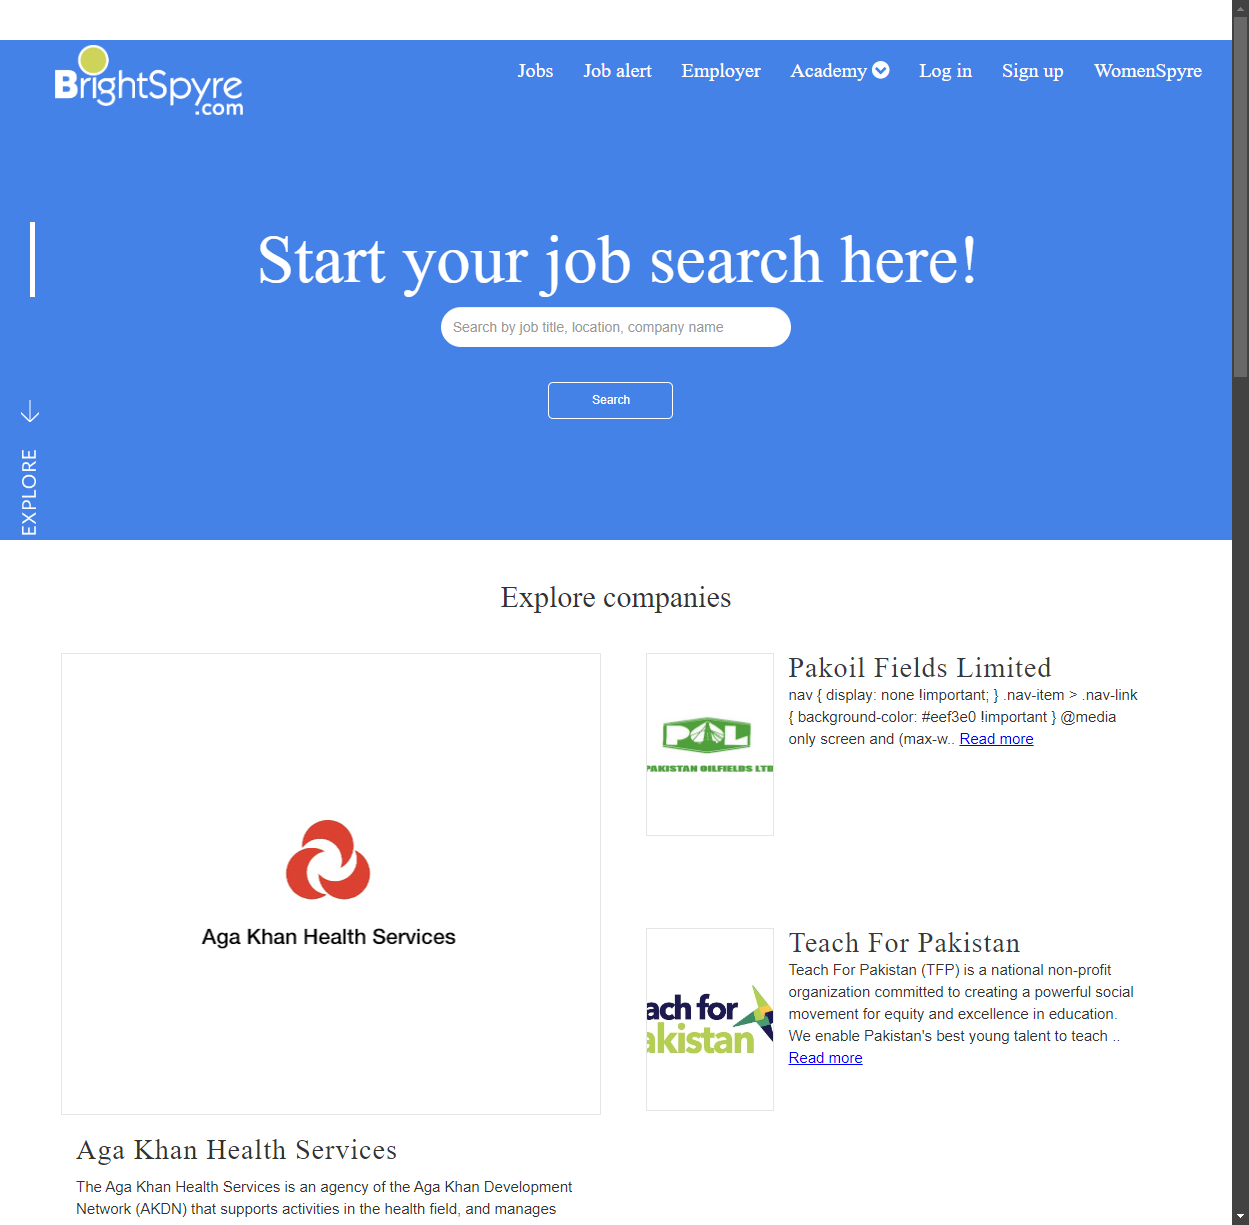 BrightSpyre
.com
Jobs Job alert Employer Academy Log in Sign up WomenSpyre
Start your job search here!
Search by job title, location, company name
Search
EXPLORE
Explore companies
Aga Khan Health Services
Aga Khan Health Services
The Aga Khan Health Services is an agency of the Aga Khan Development
Network (AKDN) that supports activities in the health field, and manages
POL
PAKISTAN OILFIELDS LTD
Pakoil Fields Limited
nav { display: none !important; } .nav-item > .nav-link
{ background-color: #eef3e0 !important } @media
only screen and (max-w.. Read more
ach for
akistan
Teach For Pakistan
Teach For Pakistan (TFP) is a national non-profit
organization committed to creating a powerful social
movement for equity and excellence in education.
We enable Pakistan's best young talent to teach ..
Read more